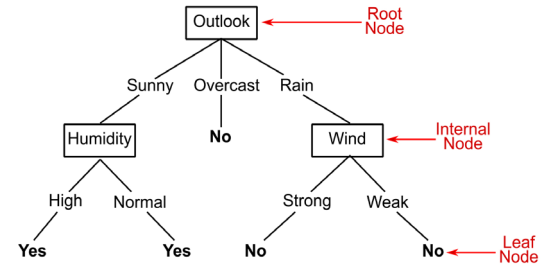 Outlook
Root
Node
Sunny
Overcast
Rain
Humidity
No
Wind
Internal
Node
High
Normal
Strong
Weak
Yes
Yes
No
No
Leaf
Node